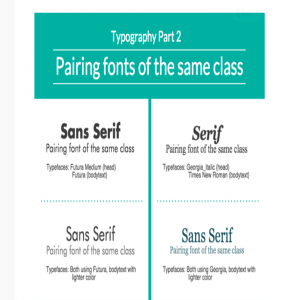 Typography Part 2
Pairing fonts of the same class
Sans Serif
Pairing font of the same class
Typefaces: Futura Medium (head)
Futura (bodytext)
Serif
Pairing font of the same class
Typefaces: Georgia_Italic (head)
Times New Roman (bodytext)
Sans Serif
Pairing font of the same class
Typefaces: Both using Futura, bodytext with
lighter color
Sans Serif
Pairing font of the same class
Typefaces: Both using Georgia, bodytext with
lighter color